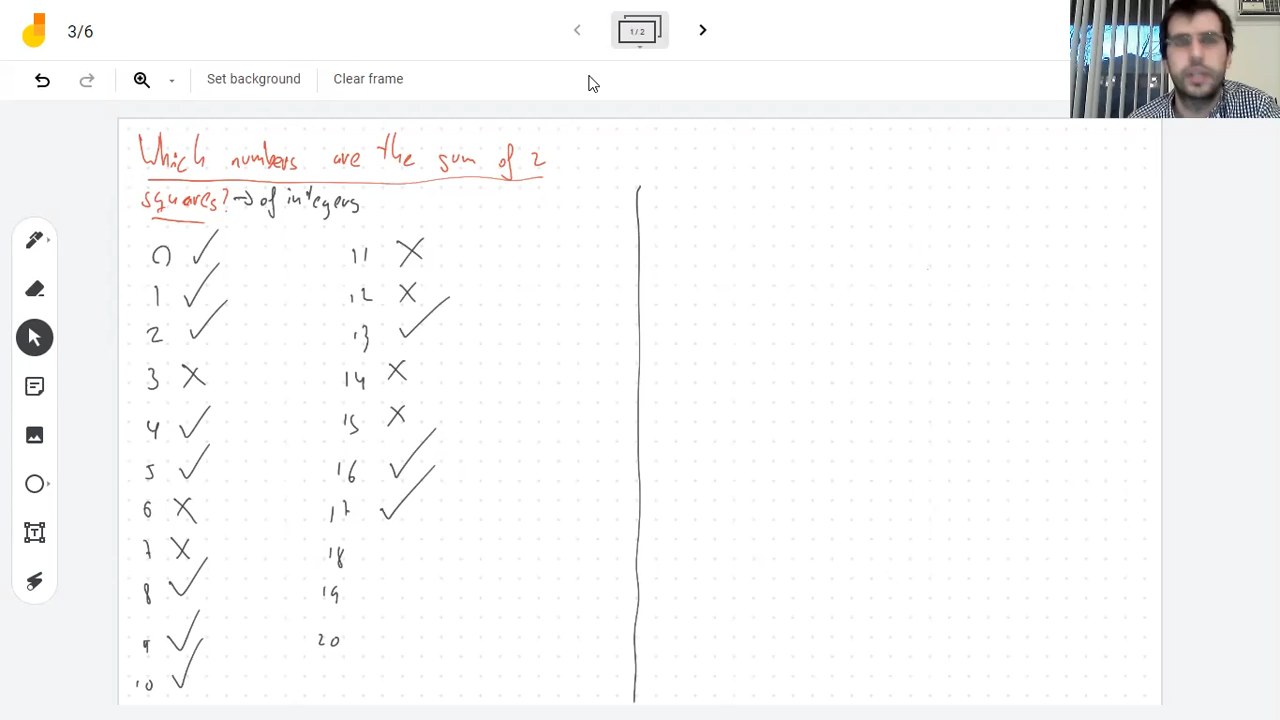 3/6
1 / 2
Set background
Clear frame
Which numbers are the sum of 2
squares? → of integers
0 ✓
1 ✓
2 ✓
3 X
4 ✓
5 ✓
6 X
7 X
8 ✓
9 ✓
10 ✓
11 X
12 X
13 ✓
14 X
15 X
16 ✓
17 ✓
18
19
20